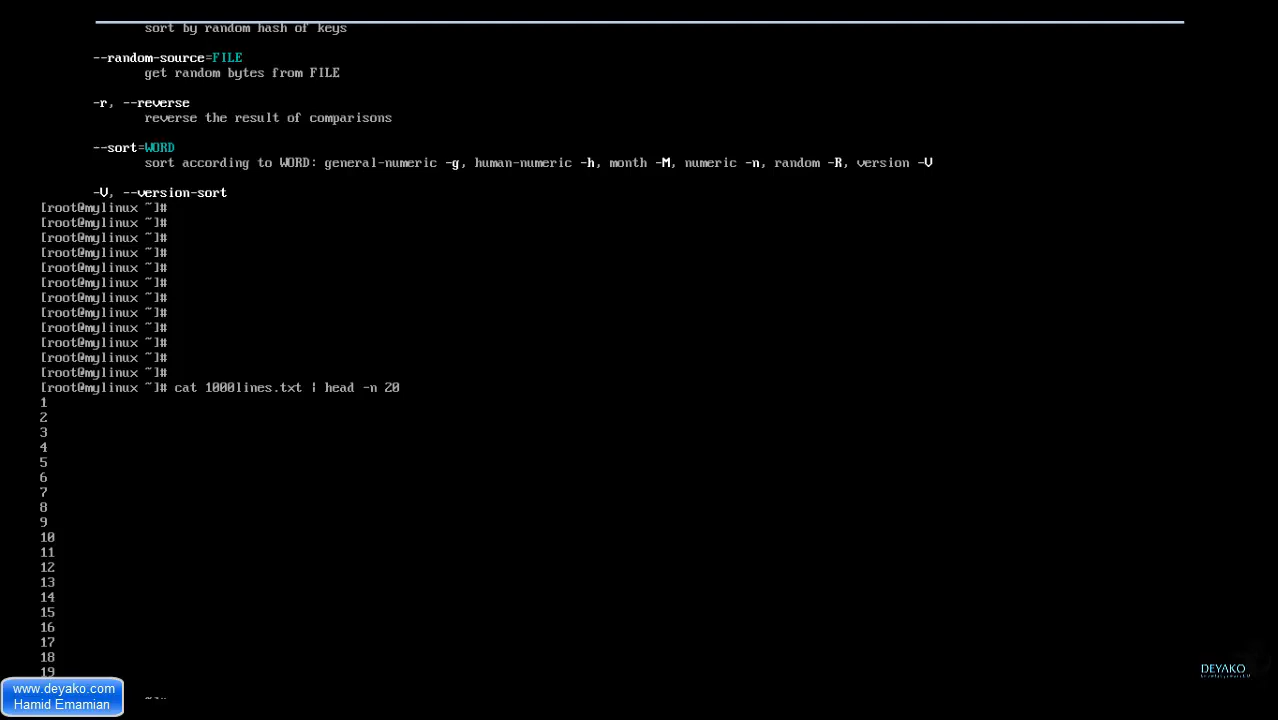 sort by random hash of keys
--random-source=FILE
get random bytes from FILE
-r, --reverse
reverse the result of comparisons
--sort=WORD
sort according to WORD: general-numeric -g, human-numeric -h, month -M, numeric -n, random -R, version -V
-V, --version-sort
[root@mylinux ~]#
[root@mylinux ~]#
[root@mylinux ~]#
[root@mylinux ~]#
[root@mylinux ~]#
[root@mylinux ~]#
[root@mylinux ~]#
[root@mylinux ~]#
[root@mylinux ~]#
[root@mylinux ~]#
[root@mylinux ~]#
[root@mylinux ~]#
[root@mylinux ~]# cat 1000lines.txt | head -n 20
1
2
3
4
5
6
7
8
9
10
11
12
13
14
15
16
17
18
19
DEYAKO
www.deyako.com
Hamid Emamian